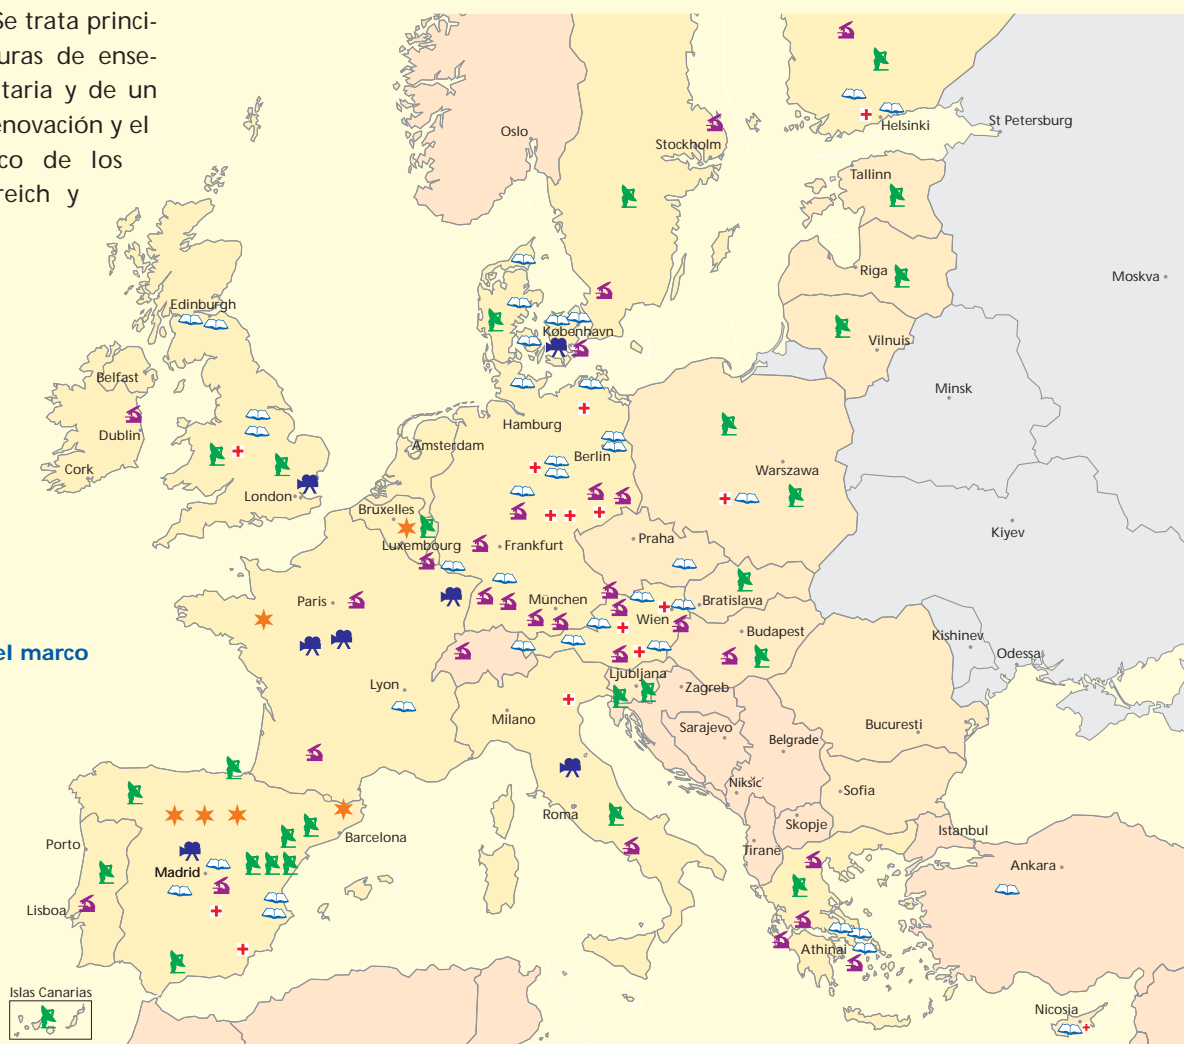 Se trata princi-
uras de ense-
taria y de un
enovación y el
co de los
reich y
el marco
Oslo
Stockholm
Helsinki
St Petersburg
Tallinn
Riga
Moskva
Vilnuis
Minsk
Edinburgh
København
Belfast
Dublin
Cork
London
Hamburg
Amsterdam
Berlin
Warszawa
Bruxelles
Luxembourg
Frankfurt
Praha
Kiyev
Paris
München
Wien
Bratislava
Budapest
Kishinev
Odessa
Lyon
Ljubljana
Zagreb
Milano
Sarajevo
Belgrade
Bucuresti
Niksic
Sofia
Roma
Skopje
Istanbul
Tirane
Ankara
Porto
Barcelona
Madrid
Lisboa
Athinai
Islas Canarias
Nicosia